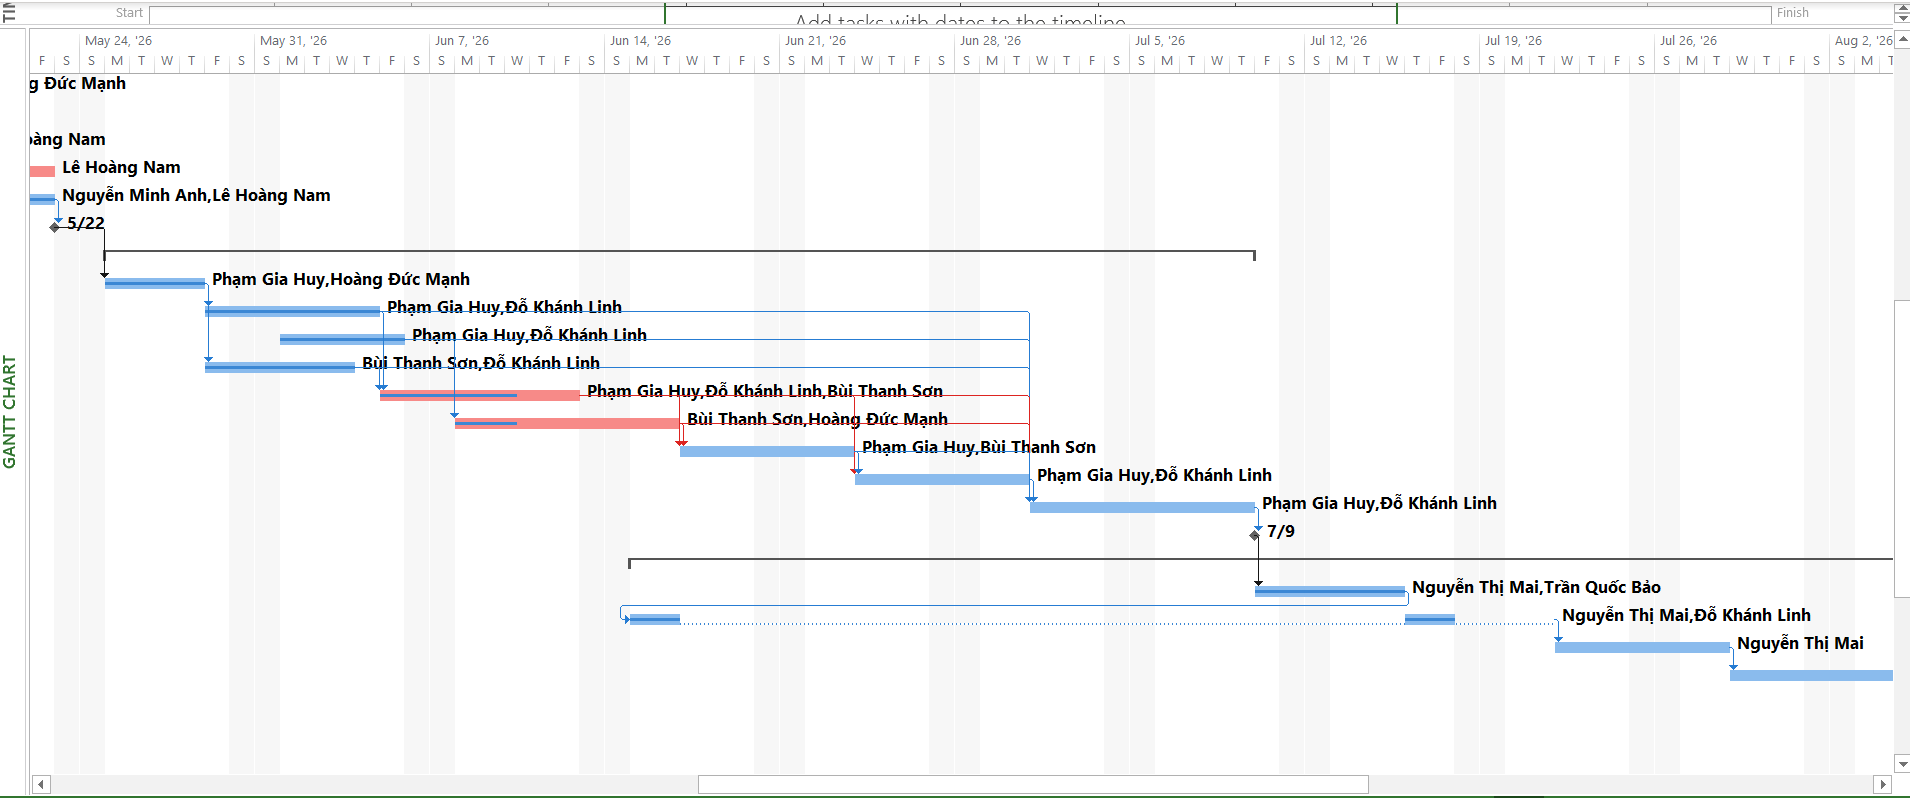 TIN
Start
Add tasks with dates to the timeline
Finish
May 24, '26 May 31, '26 Jun 7, '26 Jun 14, '26 Jun 21, '26 Jun 28, '26 Jul 5, '26 Jul 12, '26 Jul 19, '26 Jul 26, '26 Aug 2, '26
F S S M T W T F S S M T W T F S S M T W T F S S M T W T F S S M T W T F S S M T W T F S S M T W T F S S M T W T F S S M T W T F S S M T W T F S S M T
g Đức Mạnh
oàng Nam
Lê Hoàng Nam
Nguyễn Minh Anh,Lê Hoàng Nam
5/22
Phạm Gia Huy,Hoàng Đức Mạnh
Phạm Gia Huy,Đỗ Khánh Linh
Phạm Gia Huy,Đỗ Khánh Linh
Bùi Thanh Sơn,Đỗ Khánh Linh
Phạm Gia Huy,Đỗ Khánh Linh,Bùi Thanh Sơn
Bùi Thanh Sơn,Hoàng Đức Mạnh
Phạm Gia Huy,Bùi Thanh Sơn
Phạm Gia Huy,Đỗ Khánh Linh
Phạm Gia Huy,Đỗ Khánh Linh
7/9
Nguyễn Thị Mai,Trần Quốc Bảo
Nguyễn Thị Mai,Đỗ Khánh Linh
Nguyễn Thị Mai
GANTT CHART